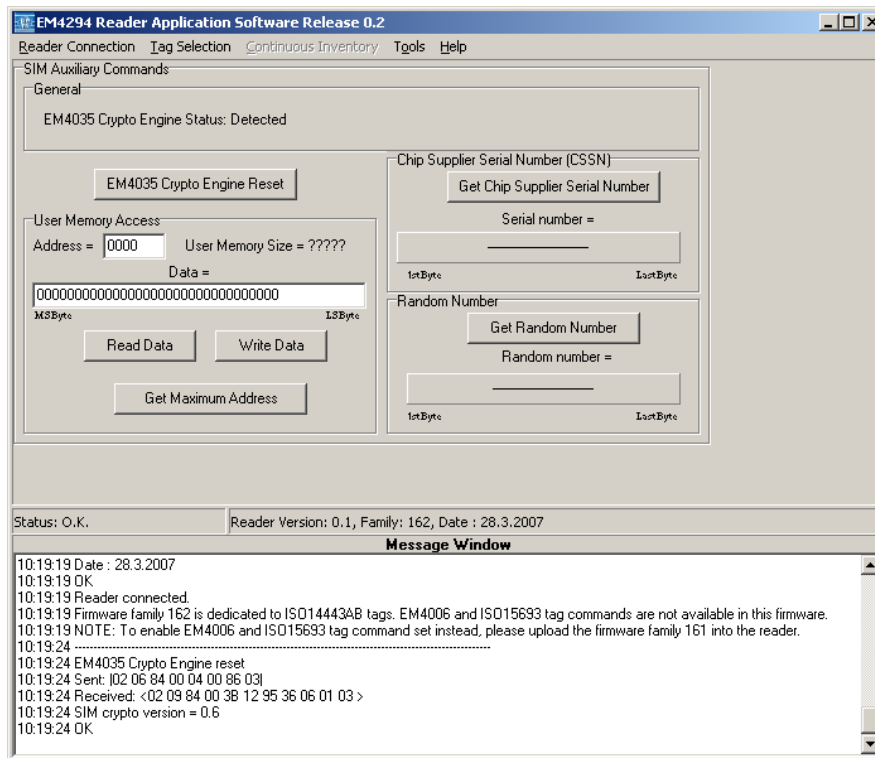 EM4294 Reader Application Software Release 0.2
Reader Connection Tag Selection Continuous Inventory Tools Help
SIM Auxiliary Commands
General
EM4035 Crypto Engine Status: Detected
EM4035 Crypto Engine Reset
User Memory Access
Address = 0000 User Memory Size = ?????
Data =
00000000000000000000000000000000
MSByte LSByte
Read Data Write Data
Get Maximum Address
Chip Supplier Serial Number (CSSN)
Get Chip Supplier Serial Number
Serial number =
1stByte LastByte
Random Number
Get Random Number
Random number =
1stByte LastByte
Status: O.K. Reader Version: 0.1, Family: 162, Date : 28.3.2007
Message Window
10:19:19 Date : 28.3.2007
10:19:19 OK
10:19:19 Reader connected.
10:19:19 Firmware family 162 is dedicated to ISO14443AB tags. EM4006 and ISO15693 tag commands are not available in this firmware.
10:19:19 NOTE: To enable EM4006 and ISO15693 tag command set instead, please upload the firmware family 161 into the reader.
10:19:24 ----------------------------------------------------------------------------------------------------
10:19:24 EM4035 Crypto Engine reset
10:19:24 Sent: |02 06 84 00 04 00 86 03|
10:19:24 Received: <02 09 84 00 3B 12 95 36 06 01 03 >
10:19:24 SIM crypto version = 0.6
10:19:24 OK